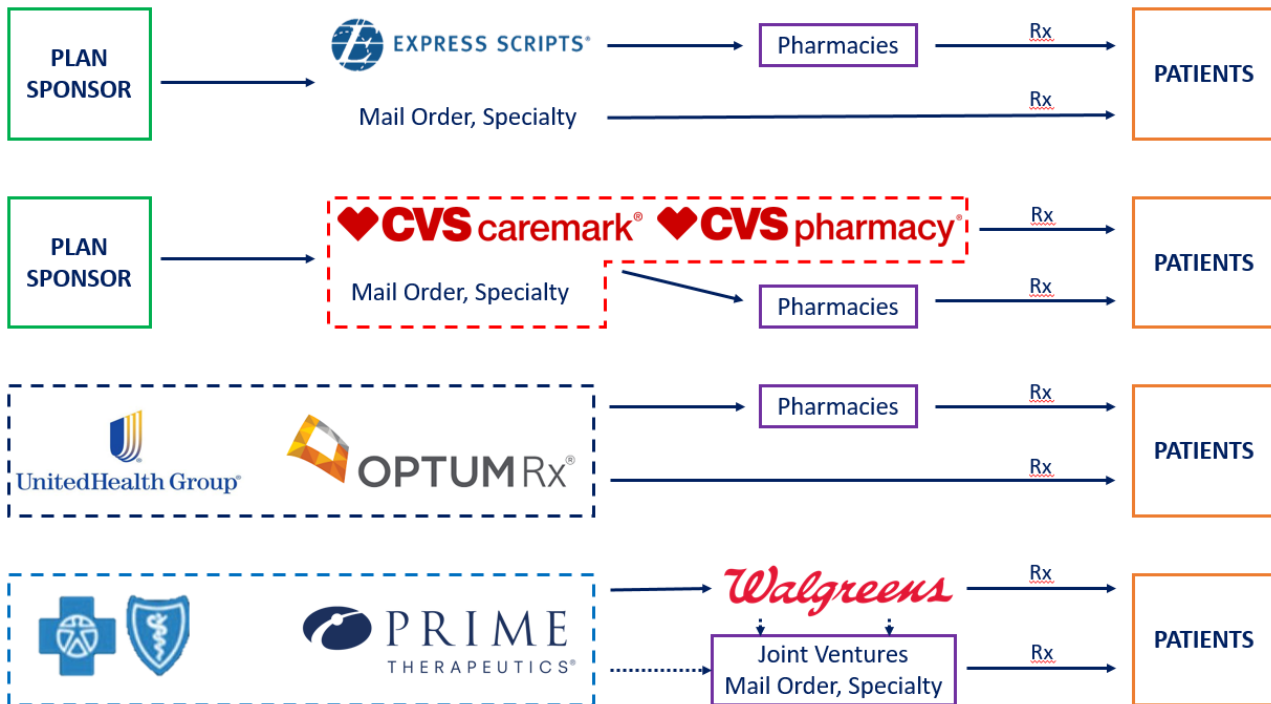 PLAN
SPONSOR
EXPRESS SCRIPTS®
Mail Order, Specialty
Pharmacies
Rx
Rx
PATIENTS
PLAN
SPONSOR
CVS caremark® CVS pharmacy®
Mail Order, Specialty
Pharmacies
Rx
Rx
PATIENTS
UnitedHealth Group®
OPTUMRx®
Pharmacies
Rx
Rx
PATIENTS
PRIME
THERAPEUTICS®
Walgreens
Joint Ventures
Mail Order, Specialty
Rx
Rx
PATIENTS